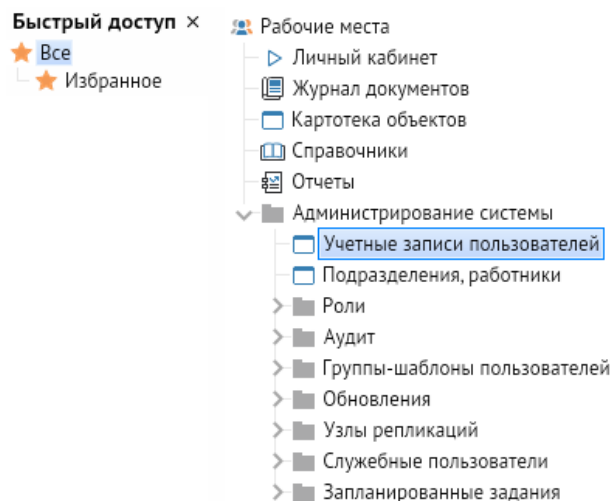 Быстрый доступ ×
Все
Избранное
Рабочие места
Личный кабинет
Журнал документов
Картотека объектов
Справочники
Отчеты
Администрирование системы
Учетные записи пользователей
Подразделения, работники
Роли
Аудит
Группы-шаблоны пользователей
Обновления
Узлы репликаций
Служебные пользователи
Запланированные задания